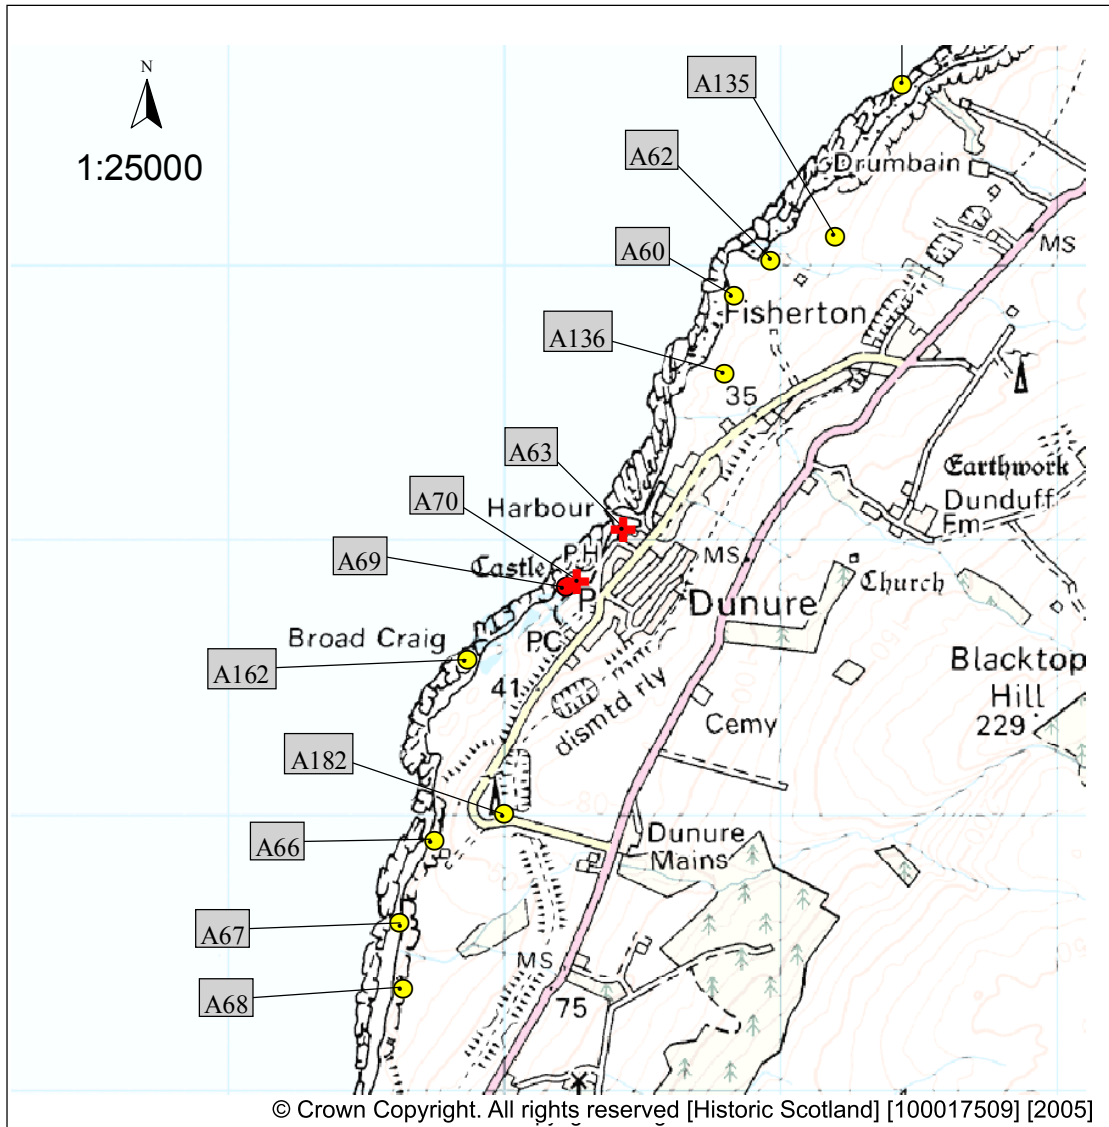 N
1:25000
A135
A62
Drumbain
A60
MS
Fisherton
A136
35
A63
Earthwork
A70
Harbour
Dunduff
Fm
A69
PH
MS
Castle
P
Church
Dunure
Broad Craig
PC
A162
41
Blacktop
Hill
229
dismtd rly
Cemy
A182
80
A66
Dunure
Mains
A67
MS
A68
75
© Crown Copyright. All rights reserved [Historic Scotland] [100017509] [2005]